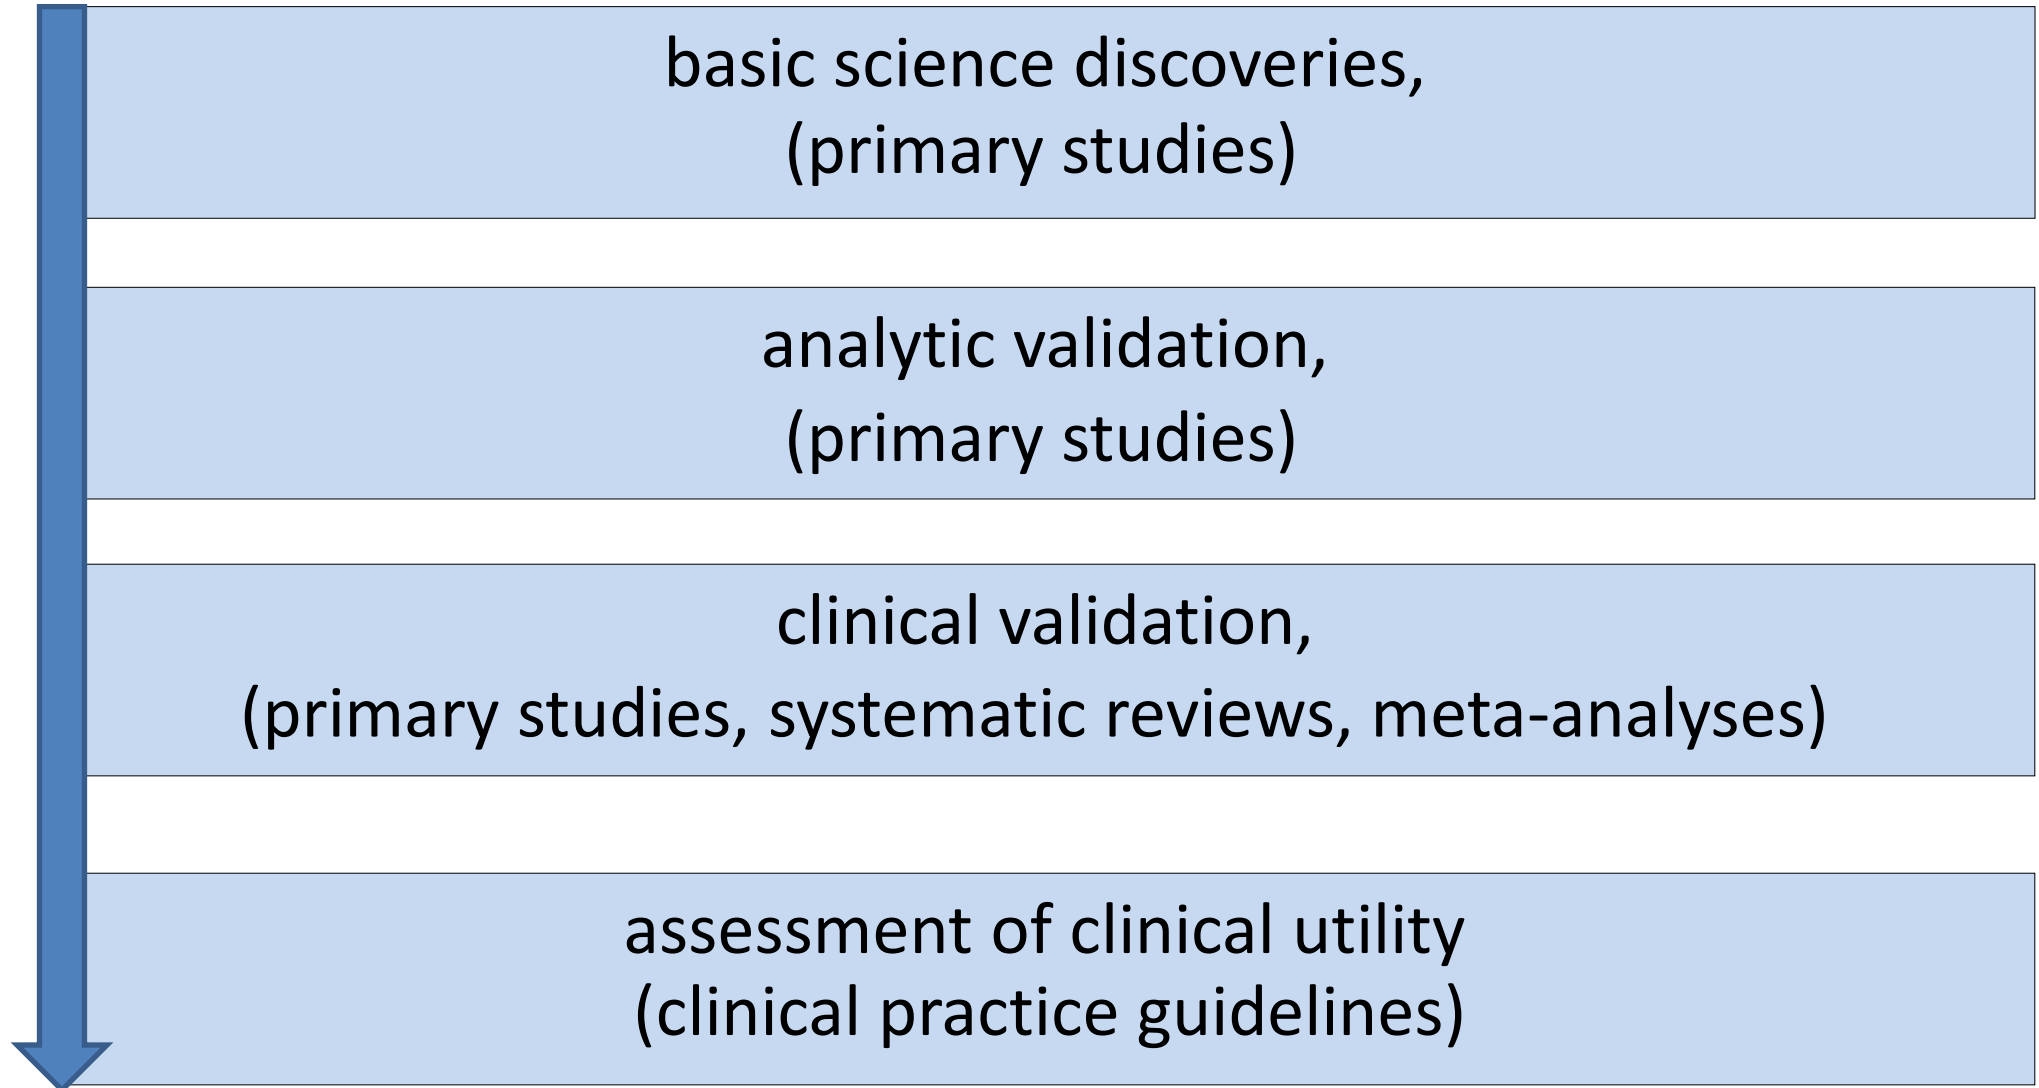 basic science discoveries,
(primary studies)
analytic validation,
(primary studies)
clinical validation,
(primary studies, systematic reviews, meta-analyses)
assessment of clinical utility
(clinical practice guidelines)